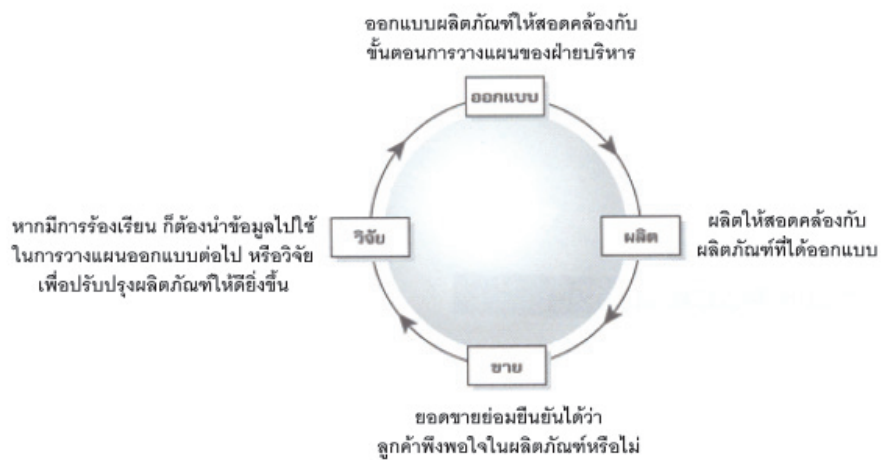 ออกแบบผลิตภัณฑ์ให้สอดคล้องกับ
ขั้นตอนการวางแผนของฝ่ายบริหาร
ออกแบบ
หากมีการร้องเรียน ก็ต้องนำข้อมูลไปใช้
ในการวางแผนออกแบบต่อไป หรือวิจัย
เพื่อปรับปรุงผลิตภัณฑ์ให้ดียิ่งขึ้น
วิจัย
ผลิต
ผลิตให้สอดคล้องกับ
ผลิตภัณฑ์ที่ได้ออกแบบ
ขาย
ยอดขายย่อมยืนยันได้ว่า
ลูกค้าพึงพอใจในผลิตภัณฑ์หรือไม่